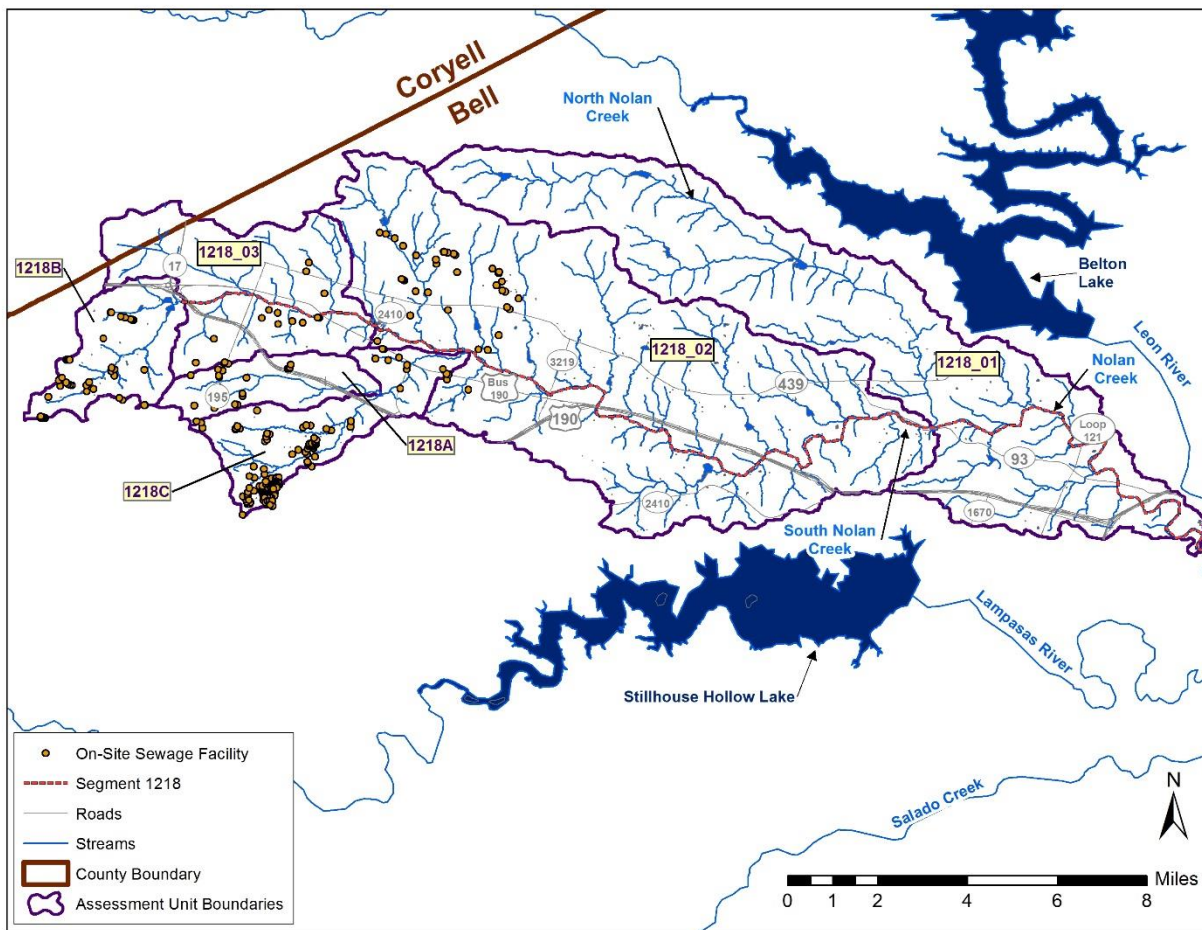 Coryell
Bell
North Nolan
Creek
1218B
1218_03
17
2410
Belton
Lake
Leon River
1218_02
1218_01
Nolan
Creek
3219
Bus
190
439
195
190
Loop
121
93
1218A
1218C
2410
1670
South Nolan
Creek
Lampasas River
Stillhouse Hollow Lake
Salado Creek
On-Site Sewage Facility
Segment 1218
Roads
Streams
County Boundary
Assessment Unit Boundaries
N
Miles
0 1 2 4 6 8